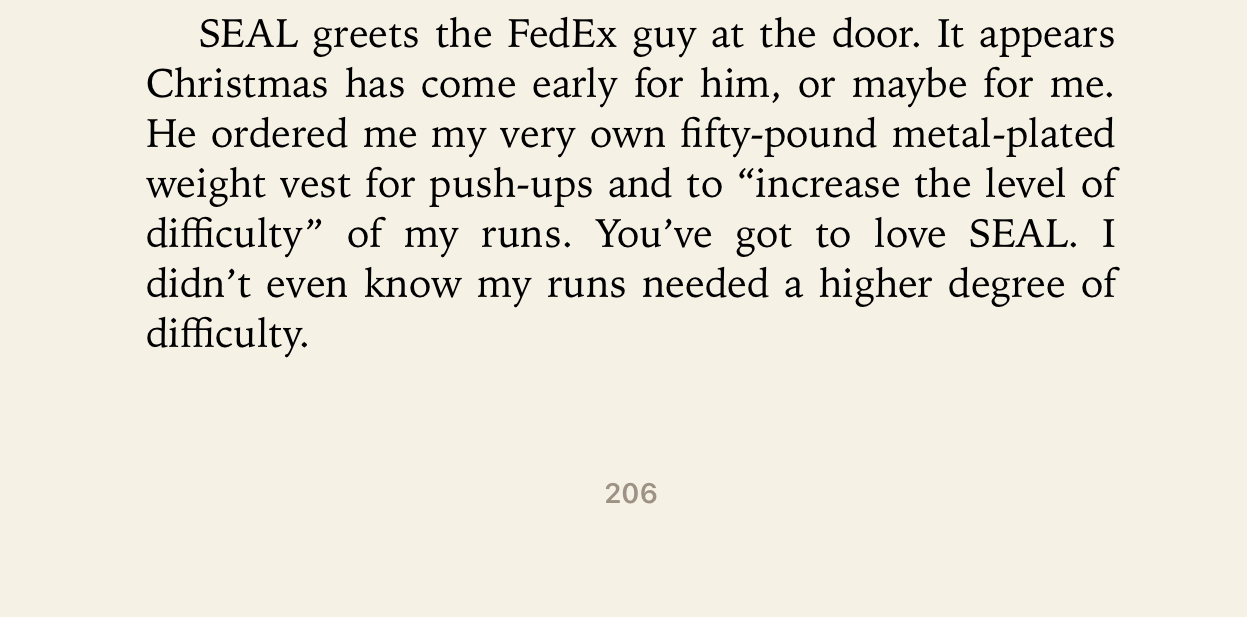 SEAL greets the FedEx guy at the door. It appears
Christmas has come early for him, or maybe for me.
He ordered me my very own fifty-pound metal-plated
weight vest for push-ups and to “increase the level of
difficulty” of my runs. You’ve got to love SEAL. I
didn’t even know my runs needed a higher degree of
difficulty.
206